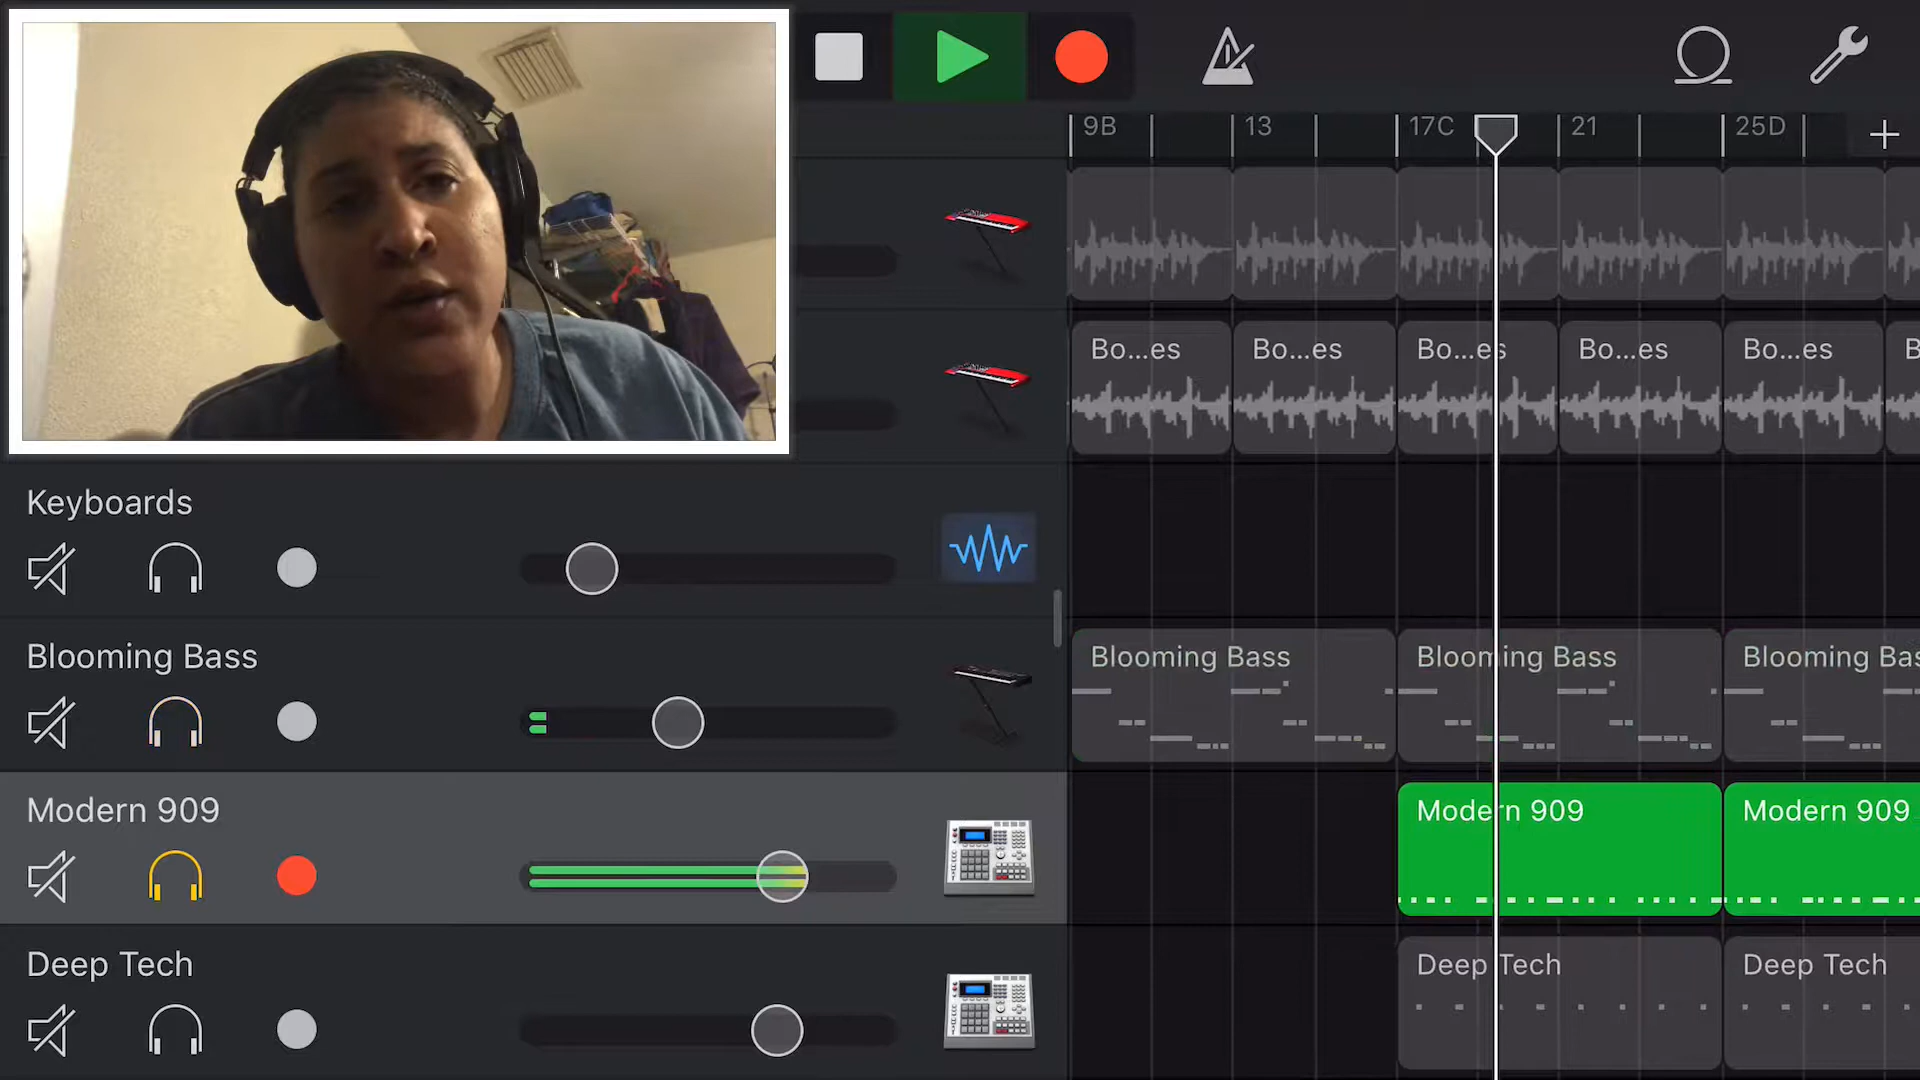 9B 13 17C 21 25D
Bo...es Bo...es Bo...es Bo...es Bo...es B
Keyboards
Blooming Bass Blooming Bass Blooming Bass Blooming Bas
Modern 909 Modern 909 Modern 909
Deep Tech Deep Tech Deep Tech